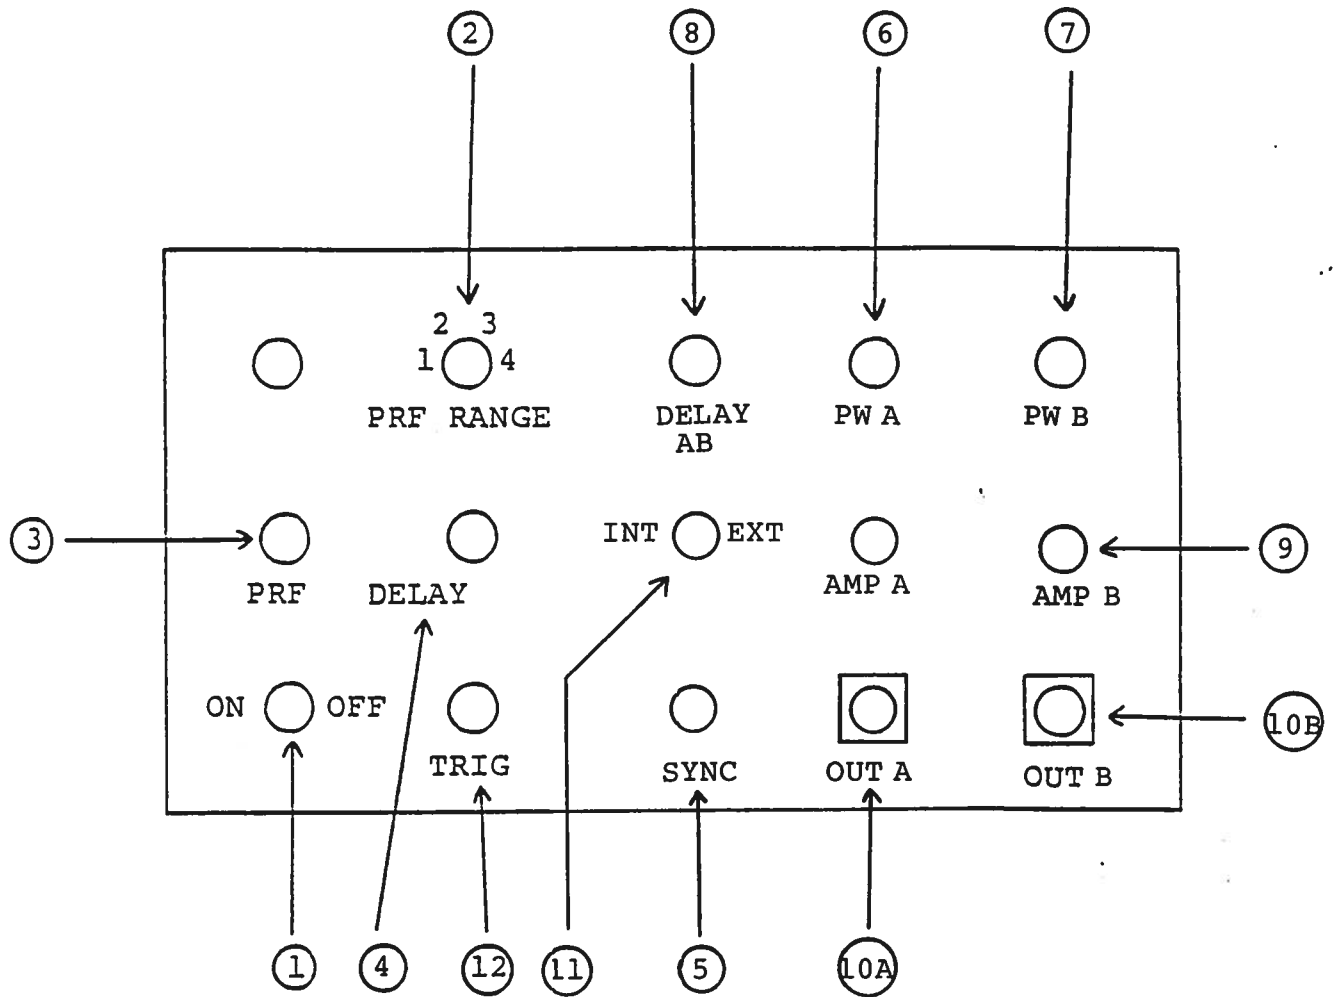 2 8 6 7
2 3
1 4
PRF RANGE
DELAY
AB
PW A
PW B
3
PRF
DELAY
INT EXT
AMP A
AMP B
9
ON OFF
TRIG
SYNC
OUT A
OUT B
10B
1 4 12 11 5 10A